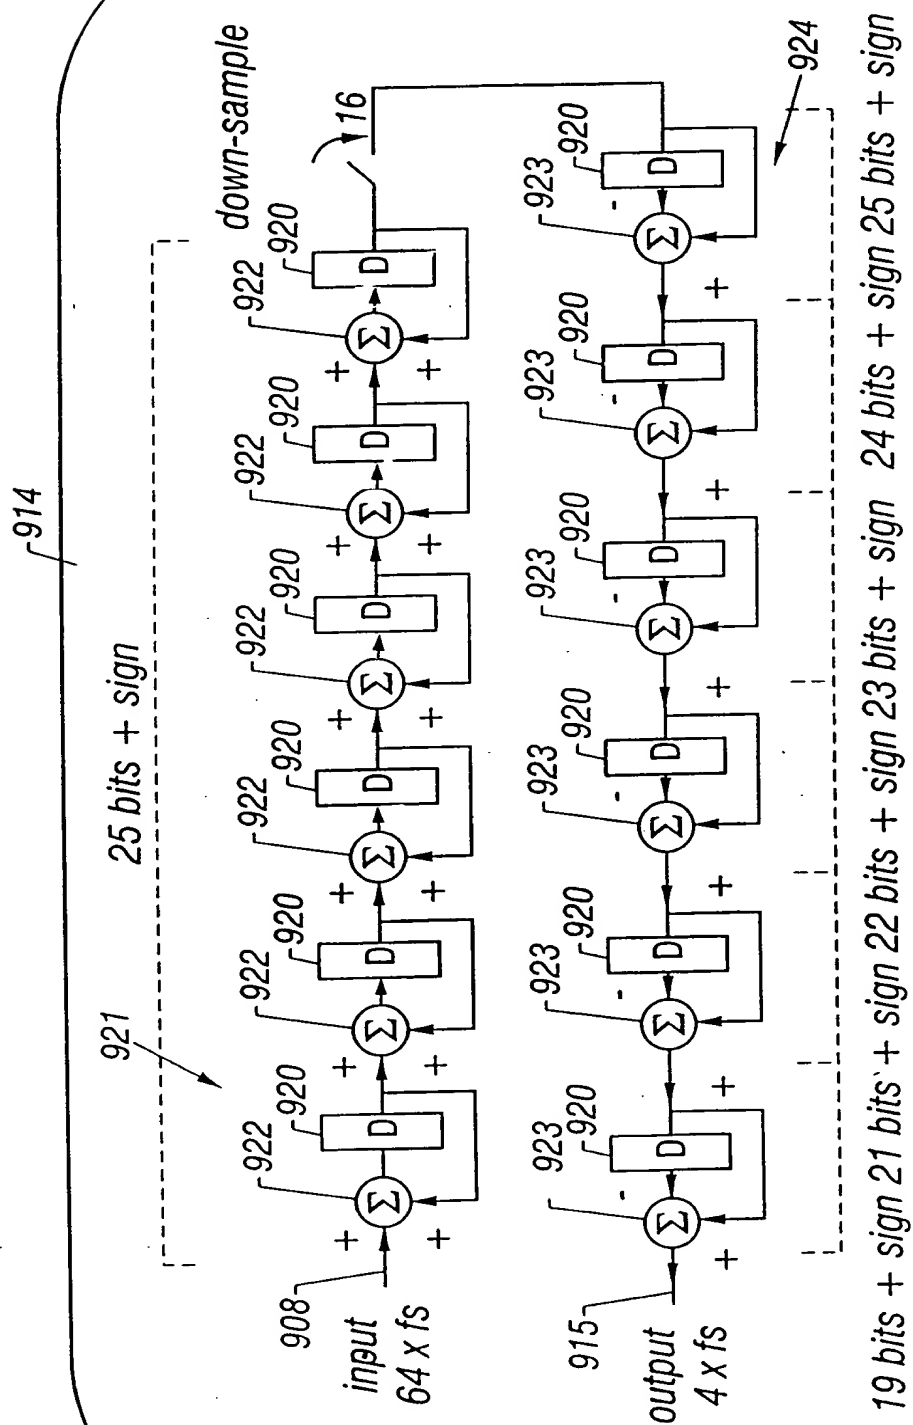 914
25 bits + sign
921
down-sample
922 920 922 920 922 920 922 920 922 920 922 920
16
D D D D D D
Σ Σ Σ Σ Σ Σ
+ + + + + +
+ + + + + +
908
input
64 x fs
923 920 923 920 923 920 923 920 923 920 923 920
- - - - - -
D D D D D D
Σ Σ Σ Σ Σ Σ
+ + + + + +
915
output
4 x fs
924
19 bits + sign 21 bits + sign 22 bits + sign 23 bits + sign 24 bits + sign 25 bits + sign